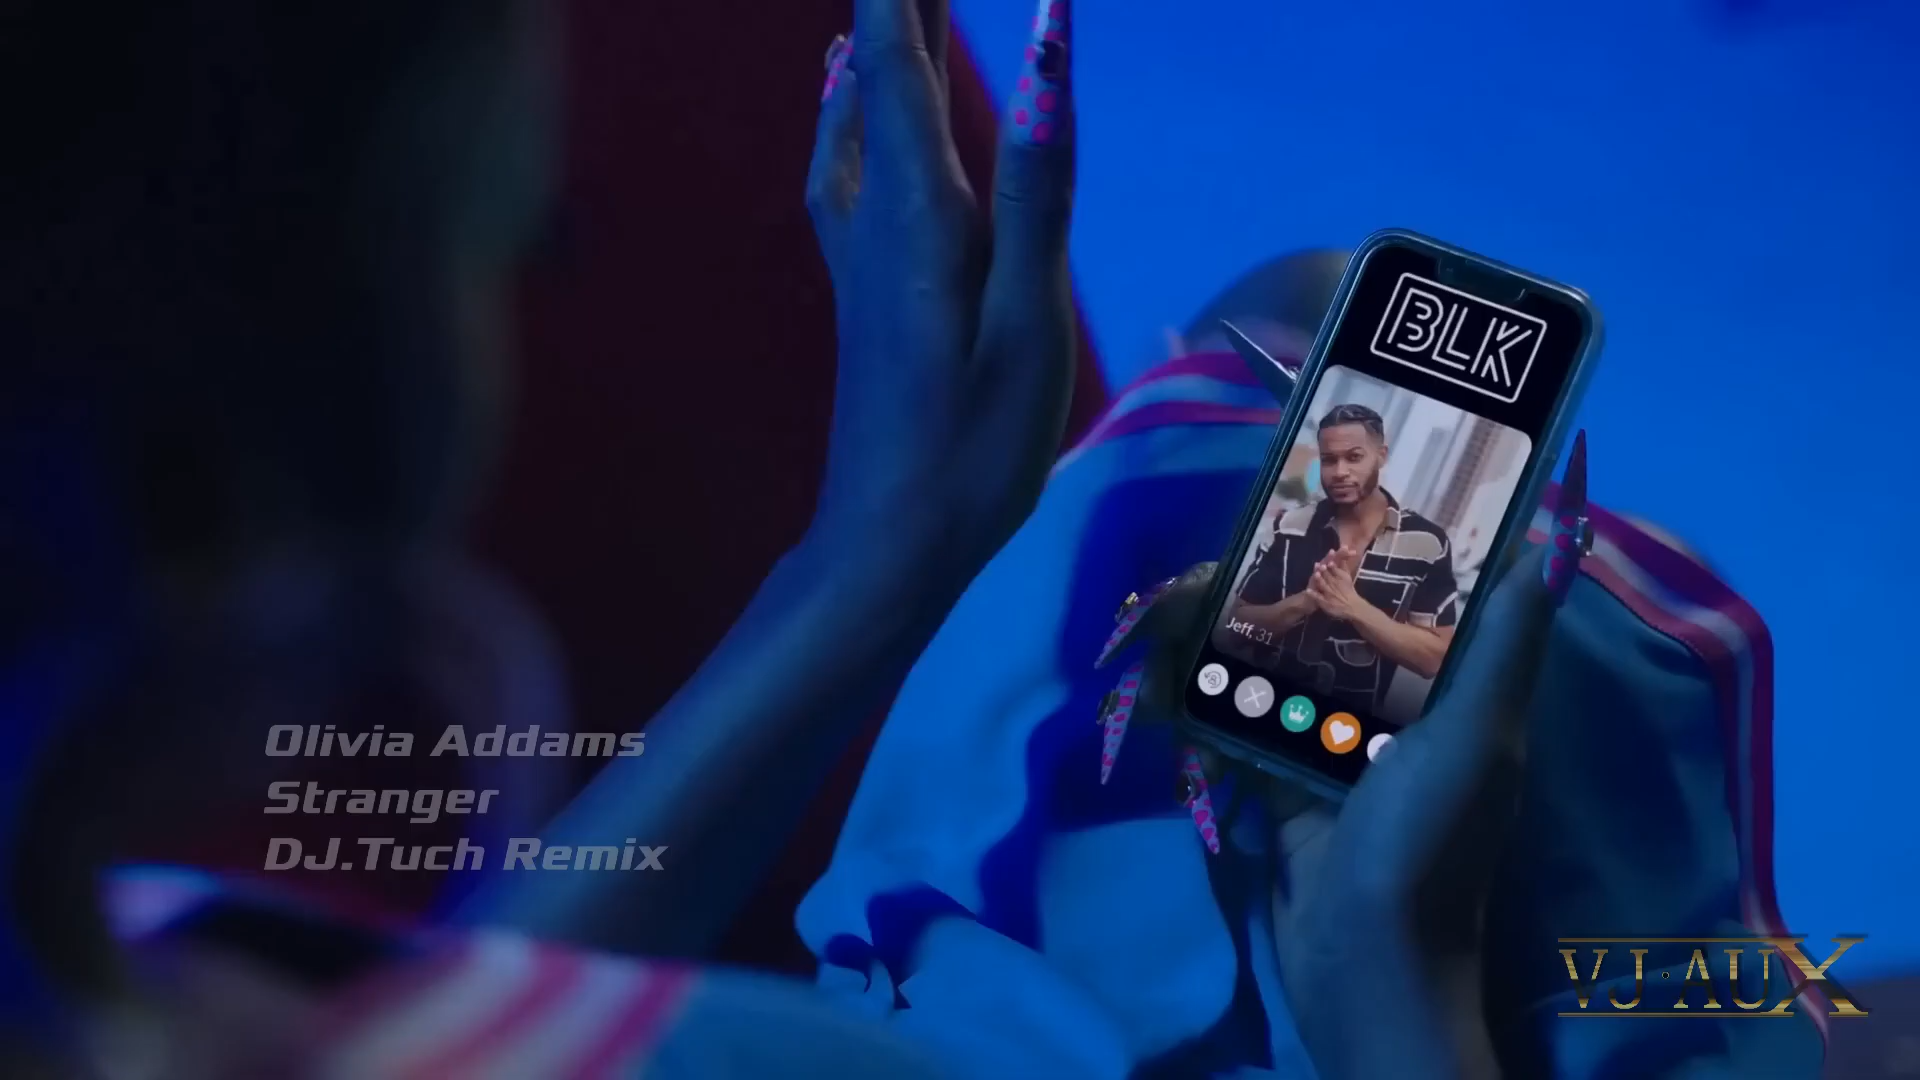 BLK
Jeff, 31
Olivia Addams
Stranger
DJ.Tuch Remix
VJ·AUX